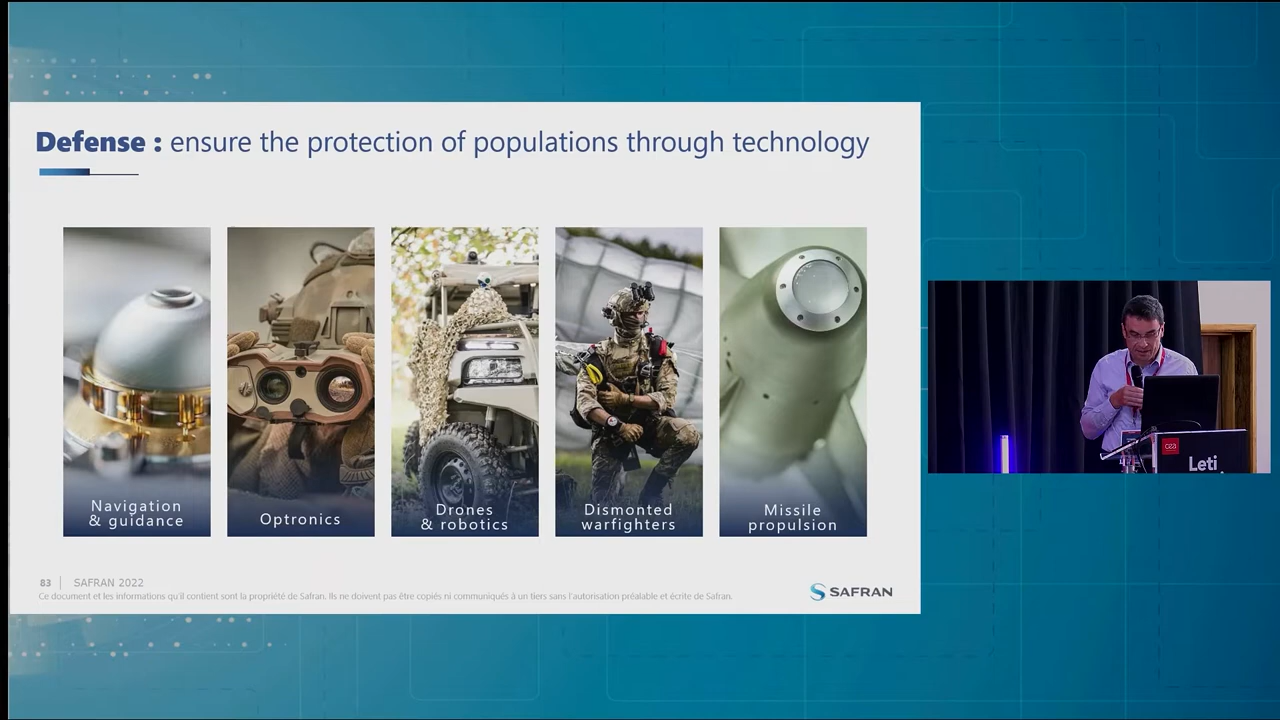 Defense : ensure the protection of populations through technology
Navigation
& guidance
Optronics
Drones
& robotics
Dismonted
warfighters
Missile
propulsion
83 | SAFRAN 2022
Ce document et les informations qu'il contient sont la propriété de Safran. Ils ne doivent pas être copiés ni communiqués à un tiers sans l'autorisation préalable et écrite de Safran.
SAFRAN
cea
Leti